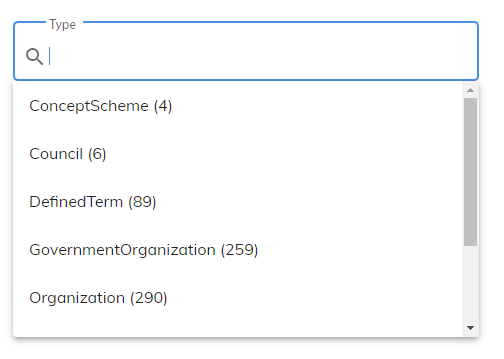 Type
ConceptScheme (4)
Council (6)
DefinedTerm (89)
GovernmentOrganization (259)
Organization (290)